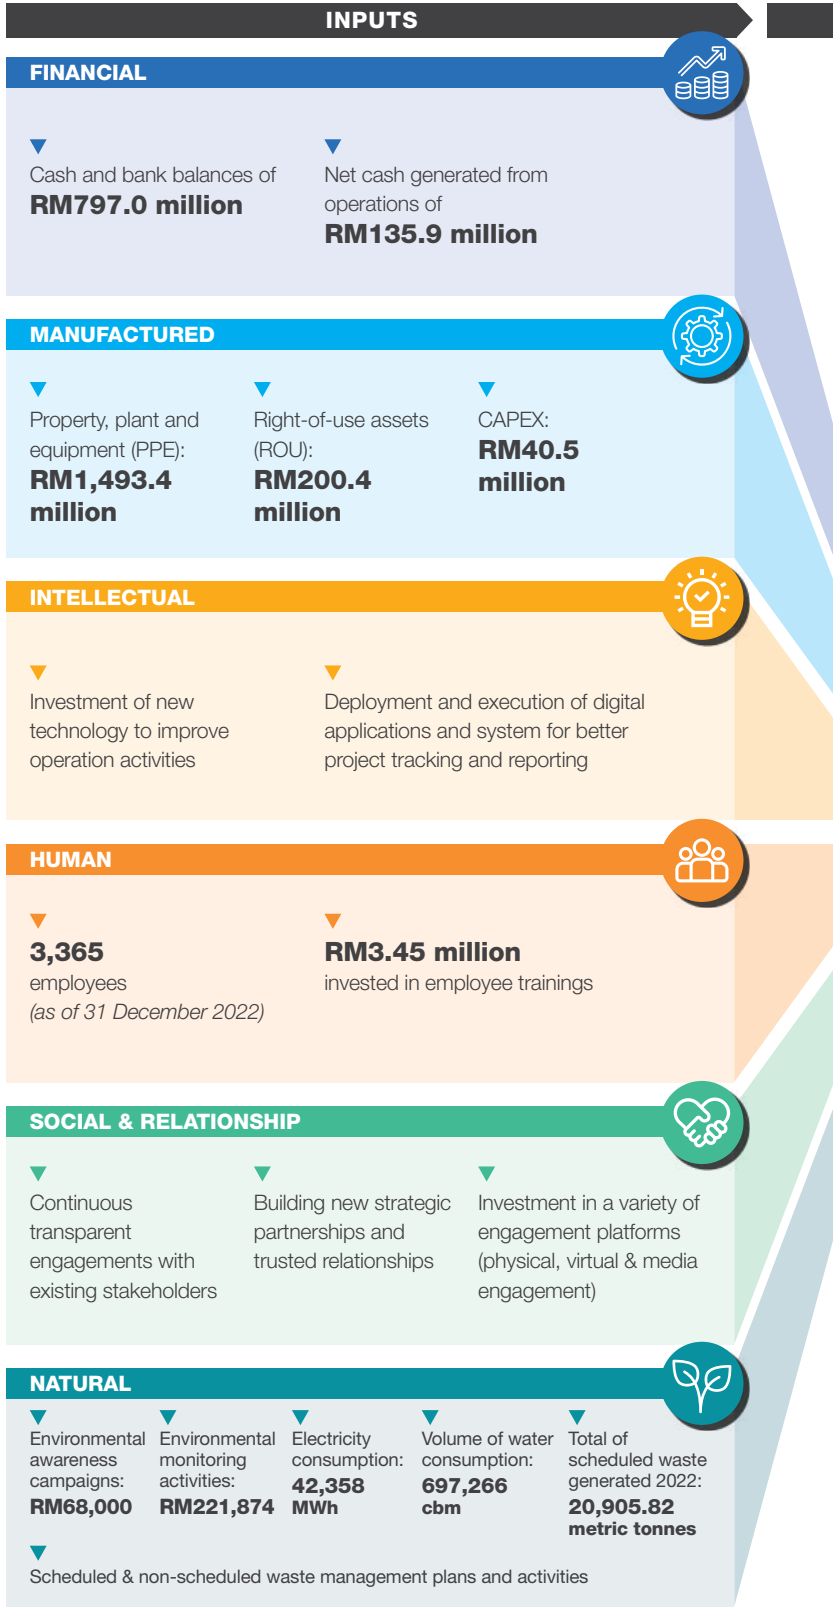 INPUTS
FINANCIAL
Cash and bank balances of
RM797.0 million
Net cash generated from
operations of
RM135.9 million
MANUFACTURED
Property, plant and
equipment (PPE):
RM1,493.4
million
Right-of-use assets
(ROU):
RM200.4
million
CAPEX:
RM40.5
million
INTELLECTUAL
Investment of new
technology to improve
operation activities
Deployment and execution of digital
applications and system for better
project tracking and reporting
HUMAN
3,365
employees
(as of 31 December 2022)
RM3.45 million
invested in employee trainings
SOCIAL & RELATIONSHIP
Continuous
transparent
engagements with
existing stakeholders
Building new strategic
partnerships and
trusted relationships
Investment in a variety of
engagement platforms
(physical, virtual & media
engagement)
NATURAL
Environmental
awareness
campaigns:
RM68,000
Environmental
monitoring
activities:
RM221,874
Electricity
consumption:
42,358
MWh
Volume of water
consumption:
697,266
cbm
Total of
scheduled waste
generated 2022:
20,905.82
metric tonnes
Scheduled & non-scheduled waste management plans and activities